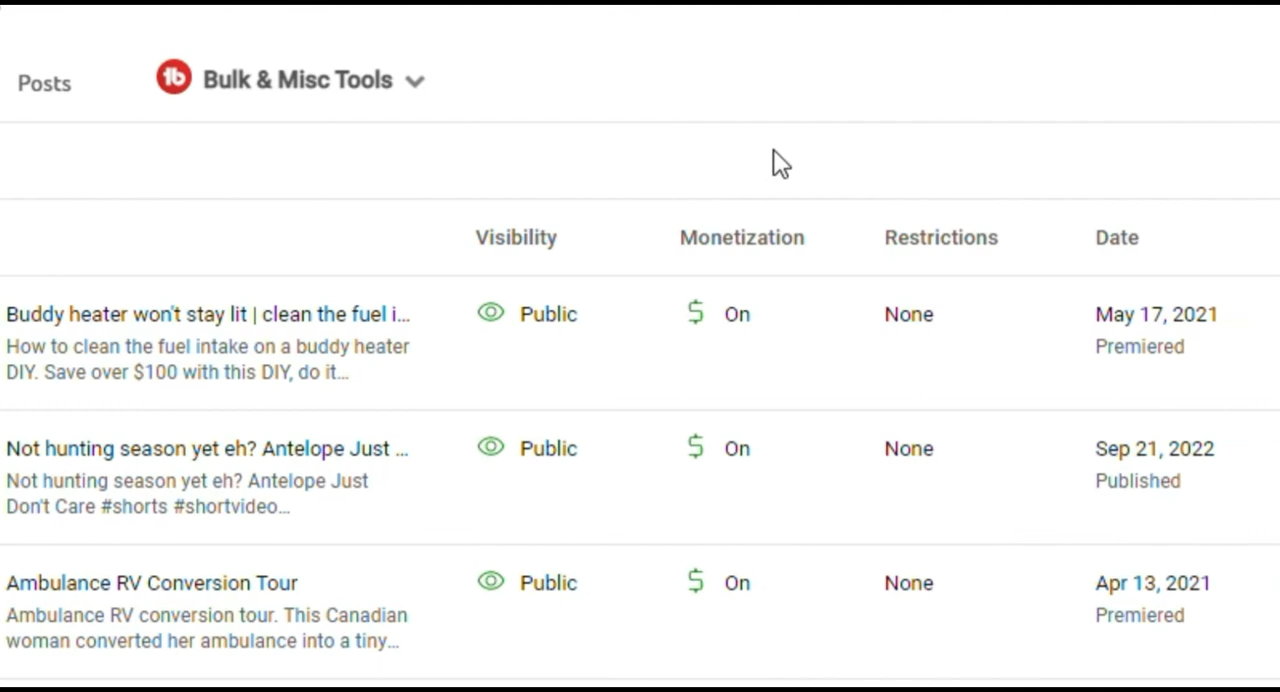 Posts
tb Bulk & Misc Tools
Visibility Monetization Restrictions Date
Buddy heater won't stay lit | clean the fuel i... Public $ On None May 17, 2021
How to clean the fuel intake on a buddy heater Premiered
DIY. Save over $100 with this DIY, do it...
Not hunting season yet eh? Antelope Just ... Public $ On None Sep 21, 2022
Not hunting season yet eh? Antelope Just Published
Don't Care #shorts #shortvideo...
Ambulance RV Conversion Tour Public $ On None Apr 13, 2021
Ambulance RV conversion tour. This Canadian Premiered
woman converted her ambulance into a tiny...